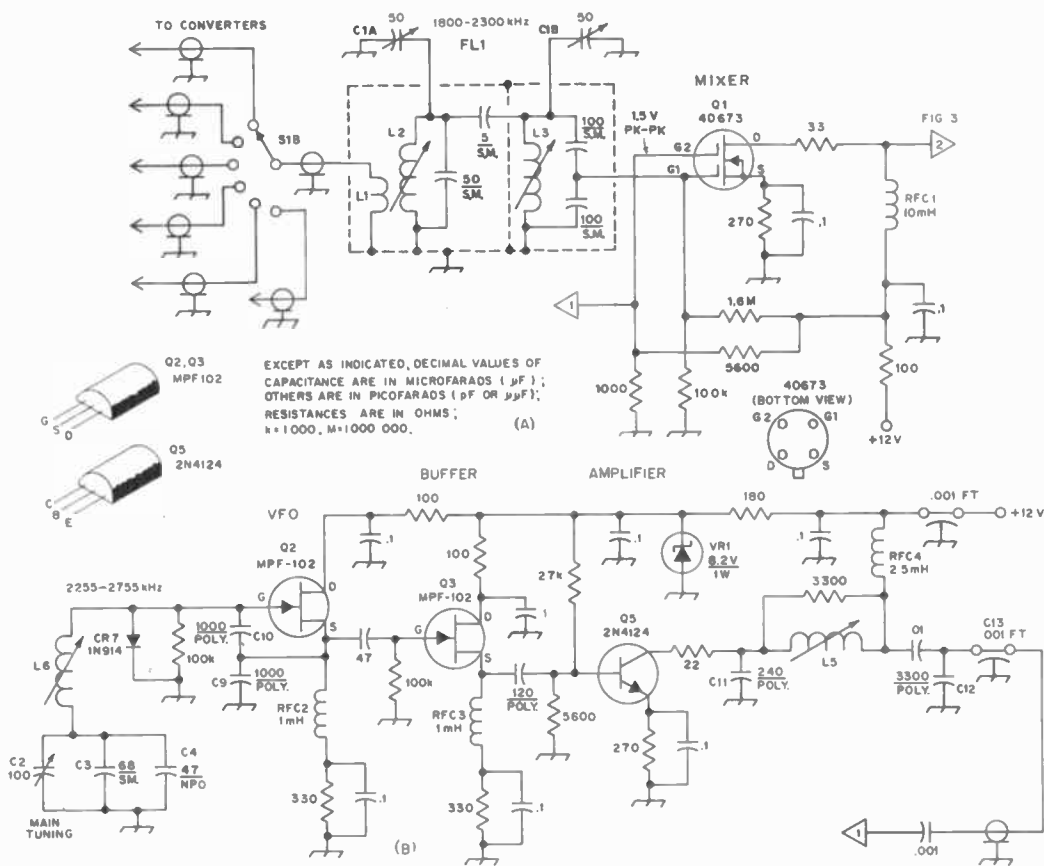 TO CONVERTERS
S1B
C1A
50
1800-2300kHz
FL1
C1B
50
L1
L2
50
S.M.
5
S.M.
L3
100
S.M.
100
S.M.
MIXER
Q1
40673
1.5 V
PK-PK
G2
G1
D
S
33
FIG 3
2
270
.1
RFC1
10mH
.1
1
1.6M
5600
1000
100k
100
+12V
40673
(BOTTOM VIEW)
G2
G1
D
S
Q2, Q3
MPF102
G
S
D
Q5
2N4124
C
B
E
EXCEPT AS INDICATED, DECIMAL VALUES OF
CAPACITANCE ARE IN MICROFARADS ( µF ) ;
OTHERS ARE IN PICOFARADS ( pF OR µµF);
RESISTANCES ARE IN OHMS ;
k=1000, M=1000 000.
(A)
BUFFER
AMPLIFIER
VFO
Q2
MPF-102
100
.1
180
.001 FT
+12 V
2255-2755kHz
G
D
S
L6
CR7
1N914
100k
1000
POLY.
C10
C9
1000
POLY.
C2
100
MAIN
TUNING
C3
68
S.M.
C4
47
NPO
RFC2
1mH
330
.1
47
100k
100
Q3
MPF-102
G
D
S
.1
RFC3
1mH
330
.1
120
POLY.
5600
27k
.1
VR1
8.2V
1W
.1
Q5
2N4124
22
270
.1
C11
240
POLY.
3300
L5
RFC4
2.5mH
.01
3300
POLY.
C12
C13
.001 FT
1
.001
(B)